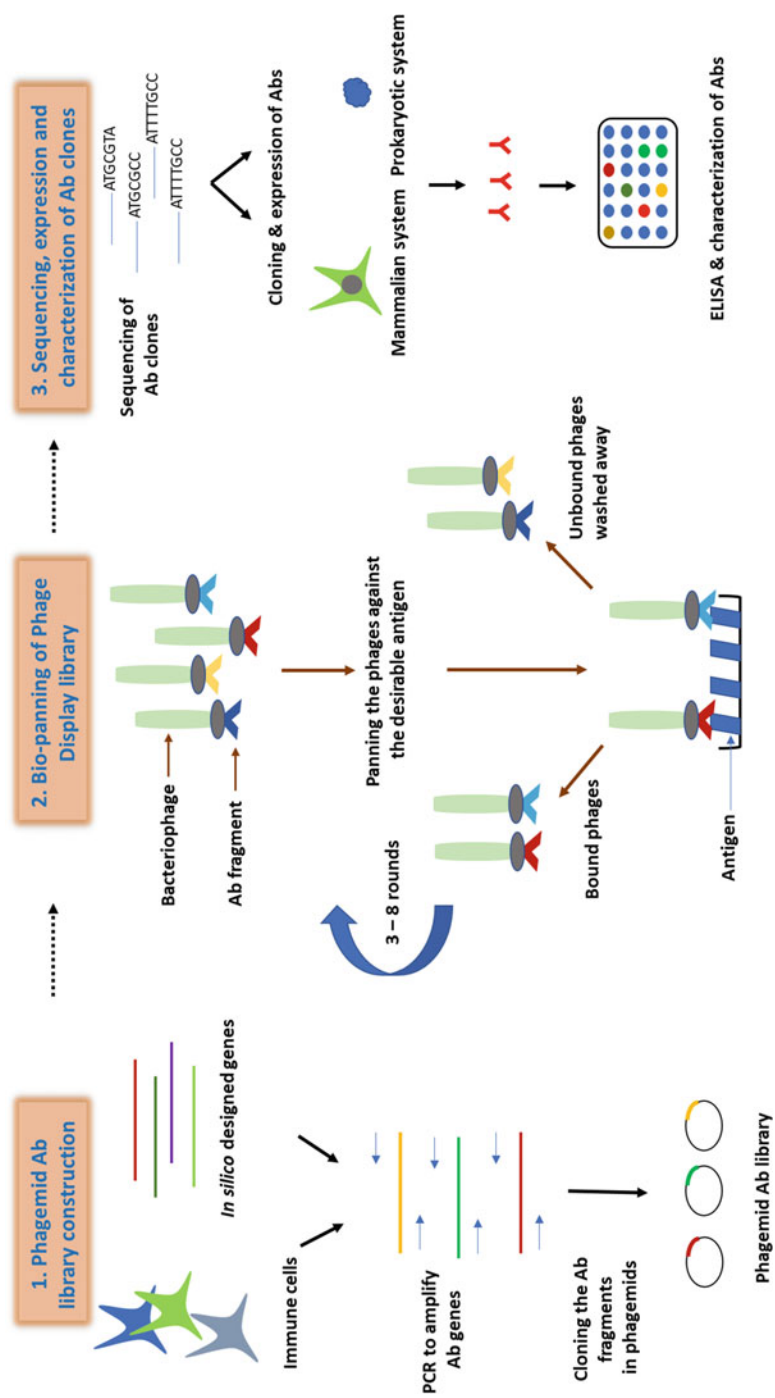 1. Phagemid Ab
library construction
Immune cells
In silico designed genes
PCR to amplify
Ab genes
Cloning the Ab
fragments
in phagemids
Phagemid Ab library
2. Bio-panning of Phage
Display library
Bacteriophage
Ab fragment
Panning the phages against
the desirable antigen
3 – 8 rounds
Bound phages
Unbound phages
washed away
Antigen
3. Sequencing, expression and
characterization of Ab clones
Sequencing of
Ab clones
ATGCGTA
ATGCGCC
ATTTTGCC
ATTTTGCC
Cloning & expression of Abs
Mammalian system
Prokaryotic system
ELISA & characterization of Abs